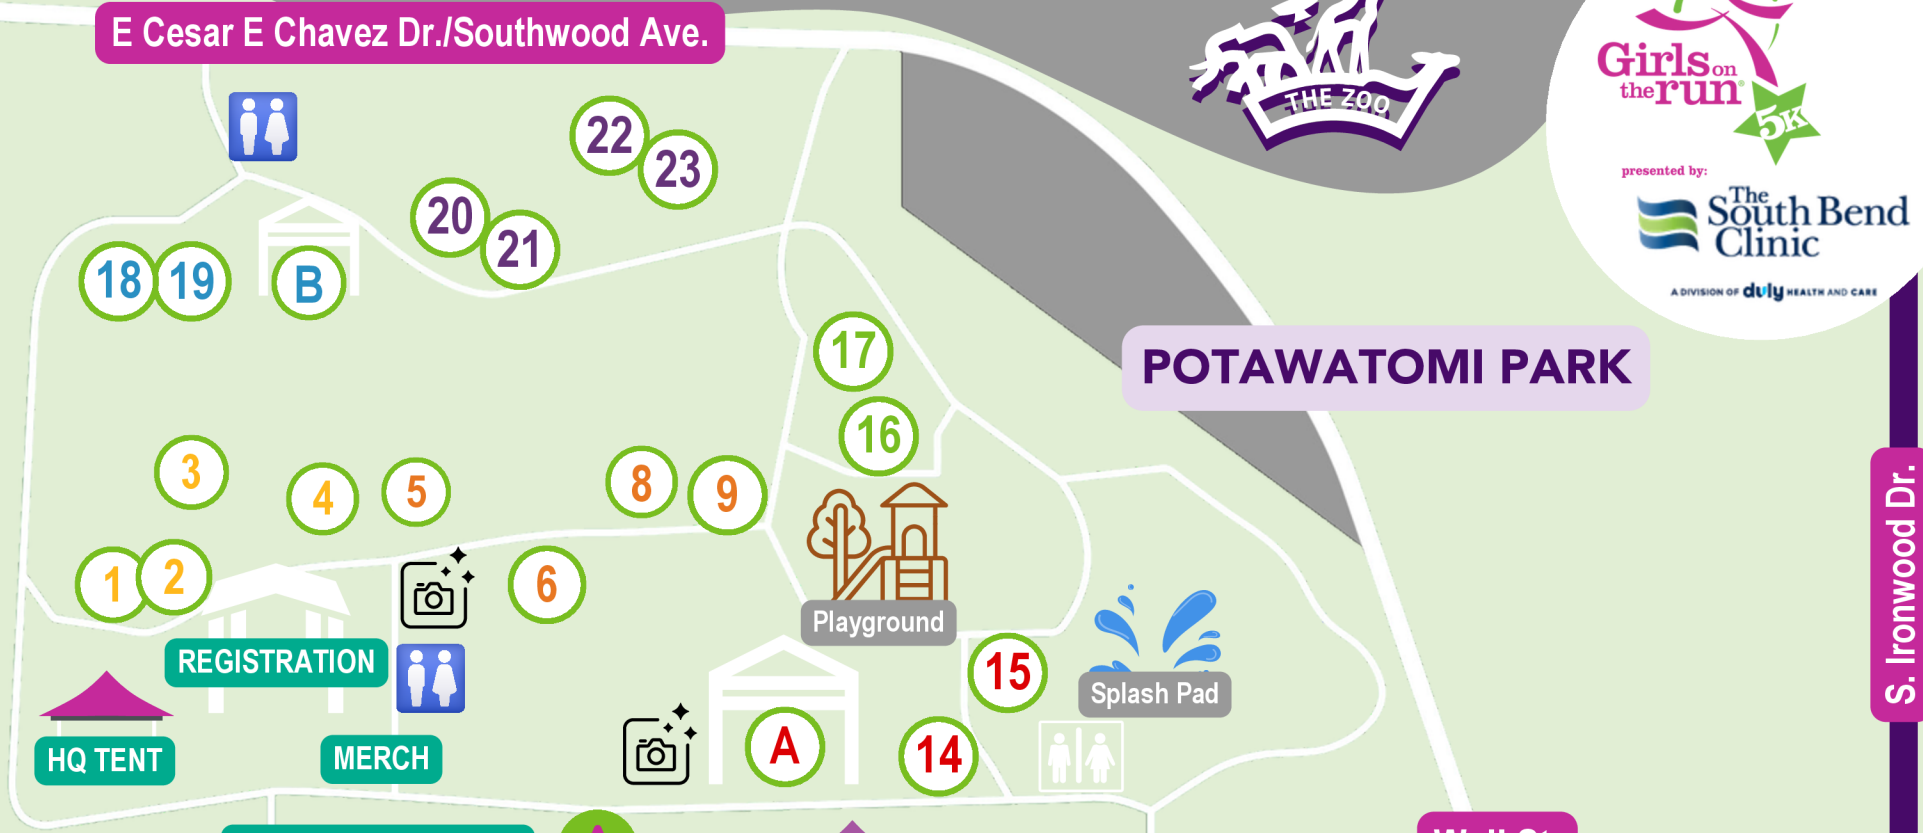 E Cesar E Chavez Dr./Southwood Ave.
THE ZOO
Girls on
the run®
5K
presented by:
The
South Bend
Clinic
A DIVISION OF duly HEALTH AND CARE
22
23
20
21
18
19
B
17
POTAWATOMI PARK
16
3
4
5
8
9
S. Ironwood Dr.
1
2
6
Playground
REGISTRATION
15
Splash Pad
HQ TENT
MERCH
A
14